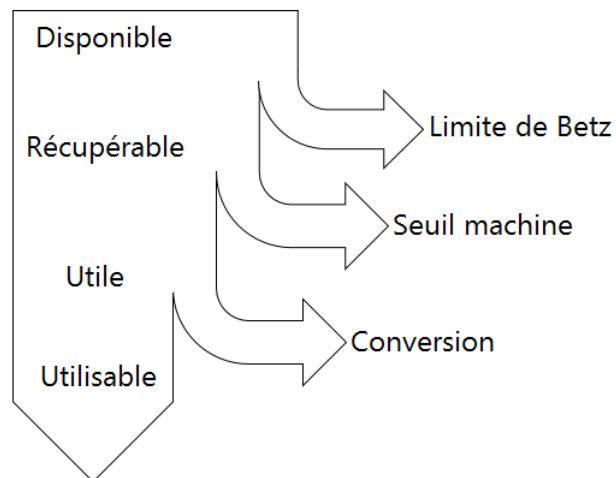 Disponible
Limite de Betz
Récupérable
Seuil machine
Utile
Conversion
Utilisable